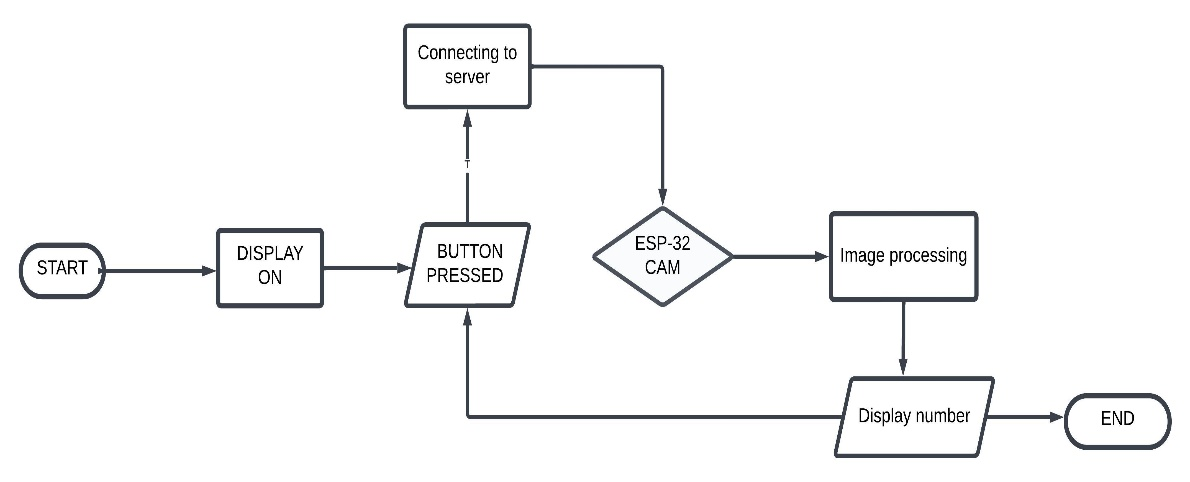 START
DISPLAY
ON
BUTTON
PRESSED
T
Connecting to
server
ESP-32
CAM
Image processing
Display number
END